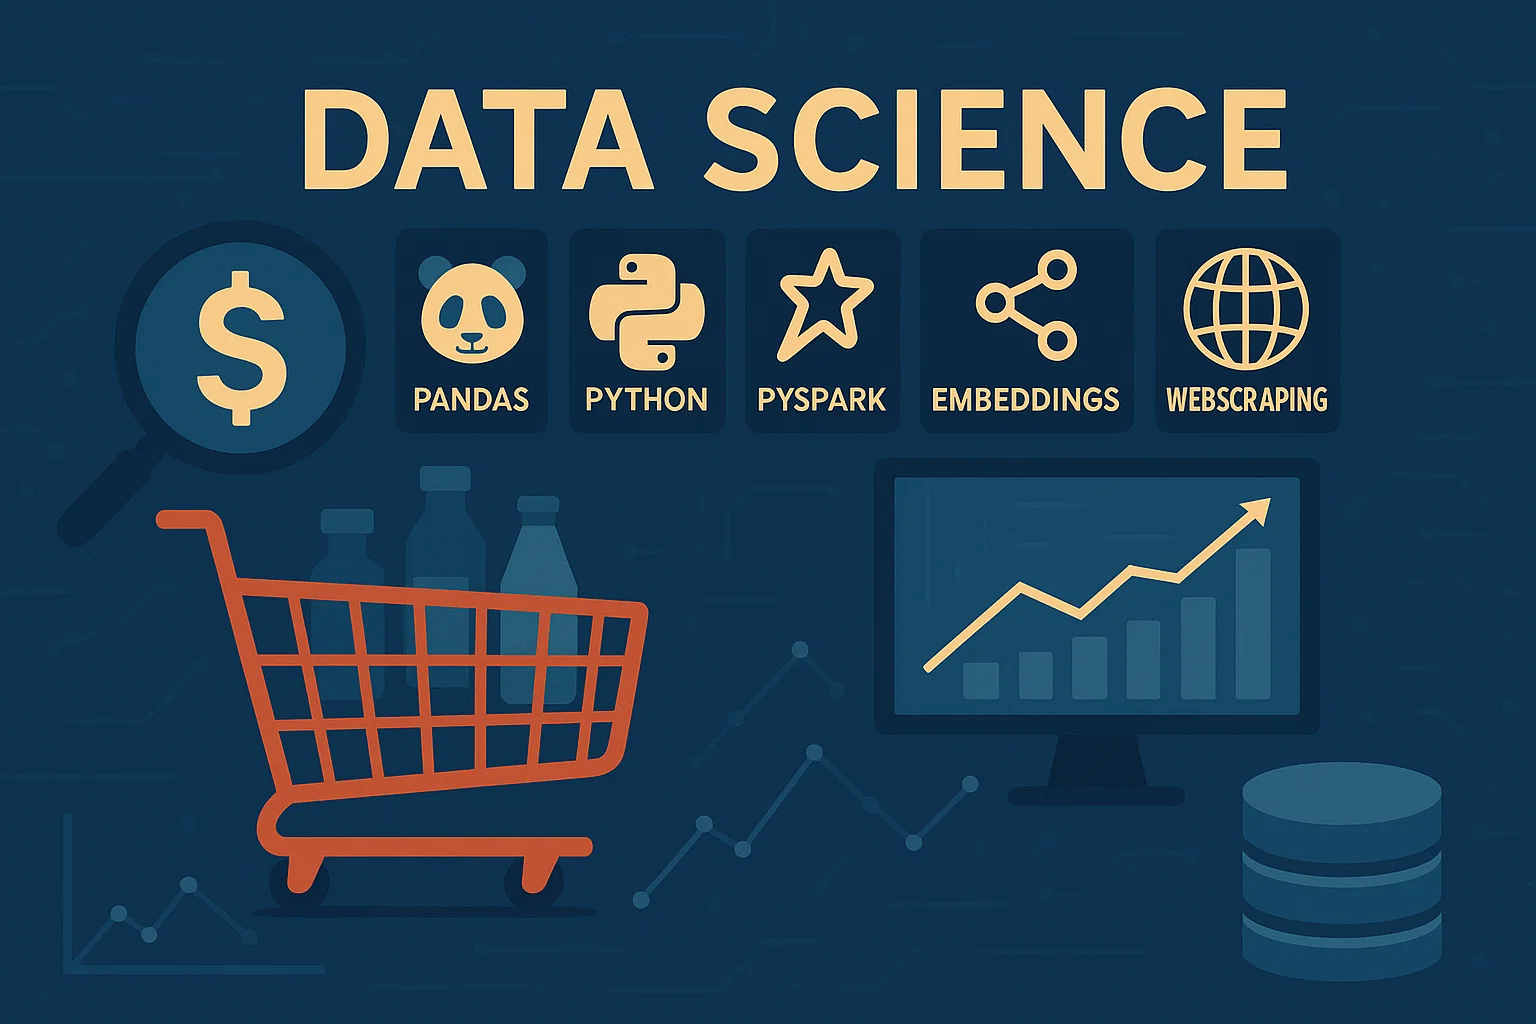 DATA SCIENCE
$
PANDAS
PYTHON
PYSPARK
EMBEDDINGS
WEBSCRAPING